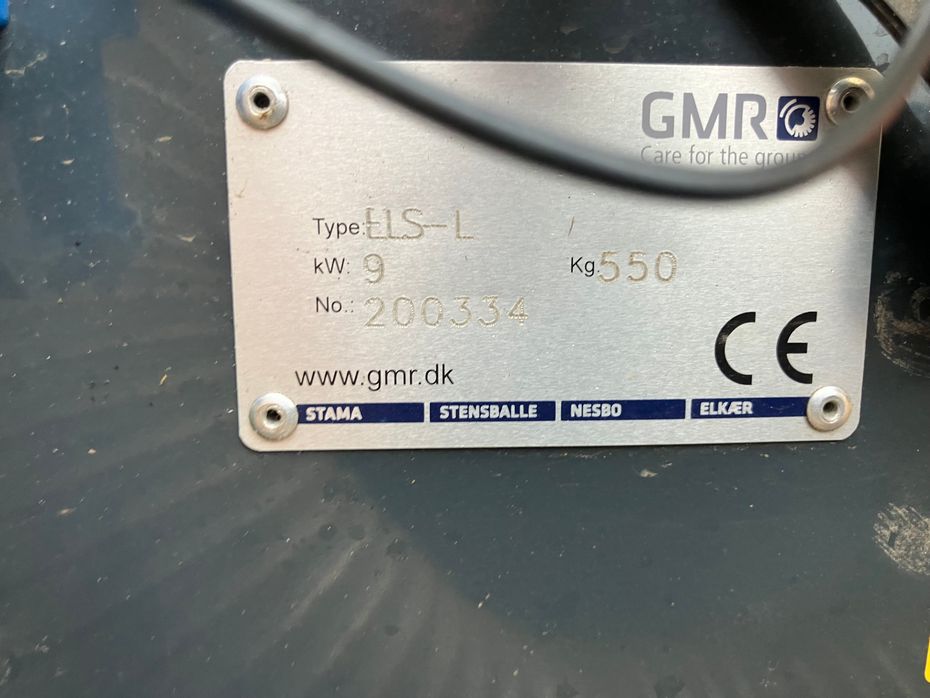 GMR
Care for the
Type: ELS-L /
kW: 9 Kg. 550
No.: 200334
www.gmr.dk
STAMA STENSBALLE NESBO ELKÆR
CE